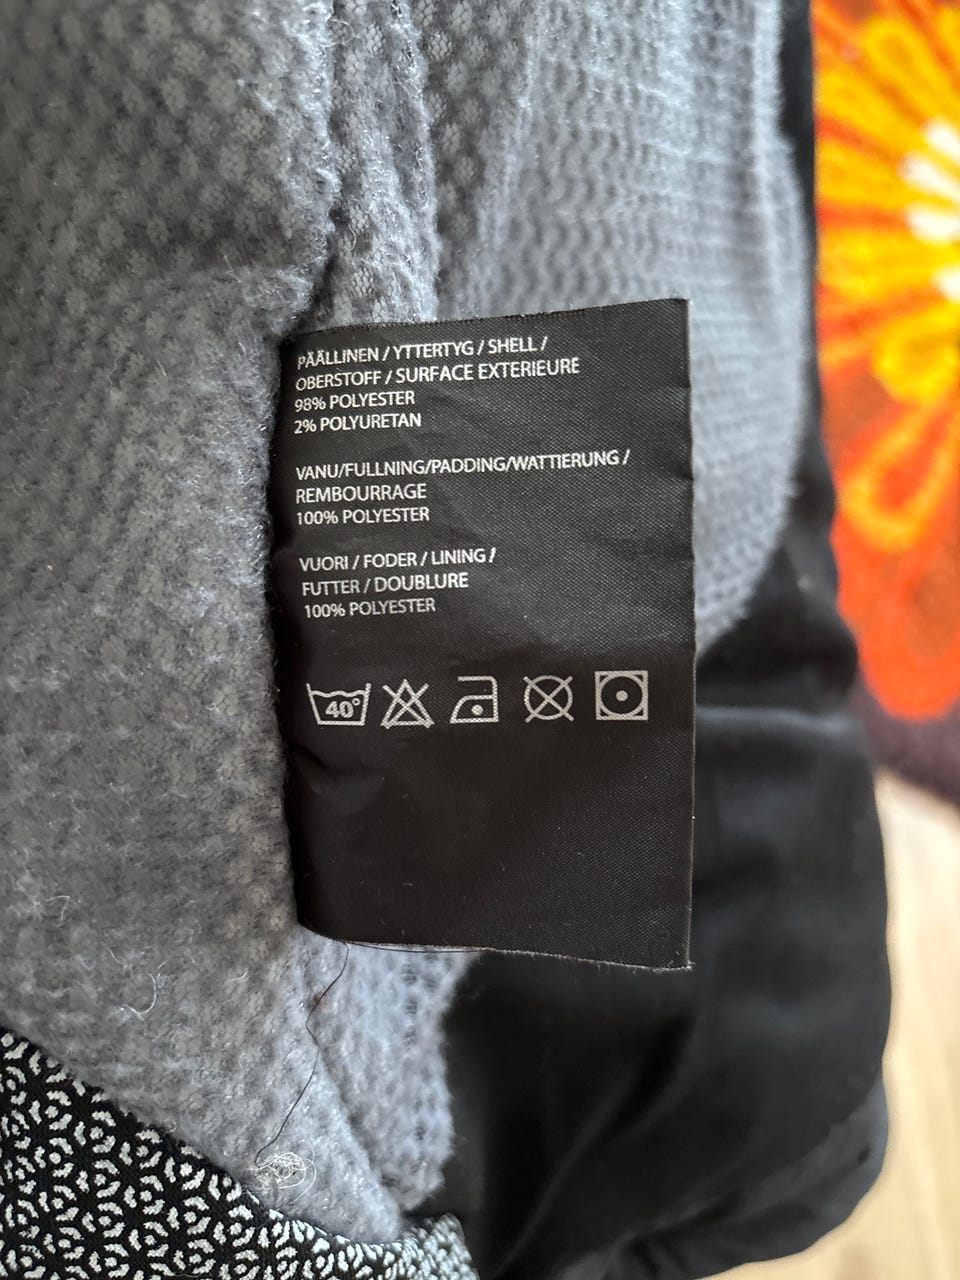 PÄÄLLINEN / YTTERTYG / SHELL /
OBERSTOFF / SURFACE EXTERIEURE
98% POLYESTER
2% POLYURETAN
VANU/FULLNING/PADDING/WATTIERUNG /
REMBOURRAGE
100% POLYESTER
VUORI / FODER / LINING /
FUTTER / DOUBLURE
100% POLYESTER
40°